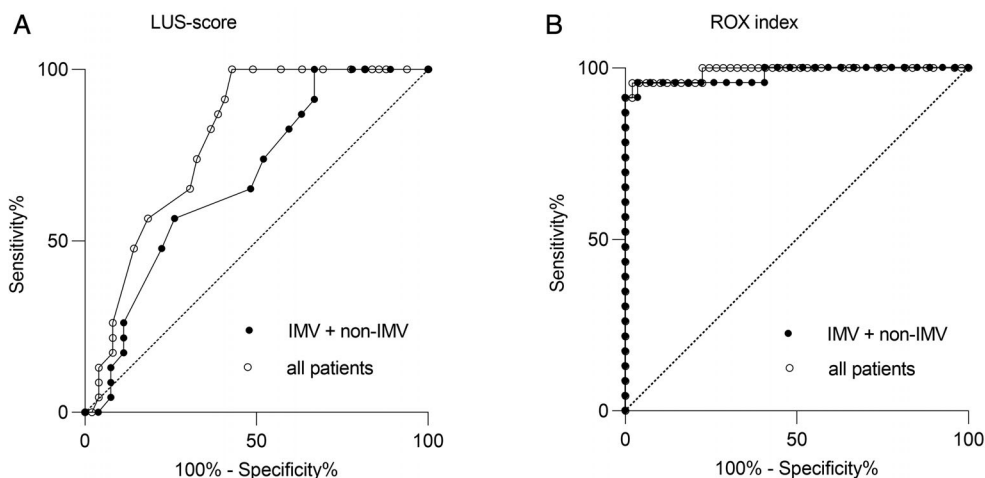 A
LUS-score
100
50
0
Sensitivity%
IMV + non-IMV
all patients
0
50
100
100% - Specificity%
B
ROX index
100
50
0
Sensitivity%
IMV + non-IMV
all patients
0
50
100
100% - Specificity%